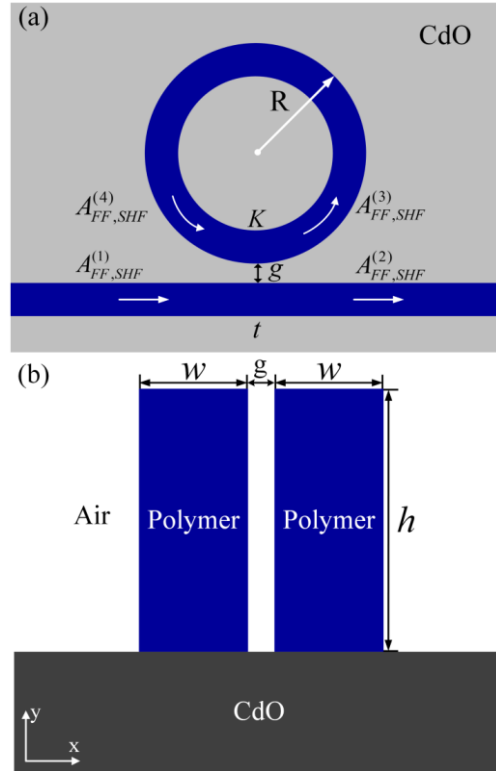 (a)
CdO
R
A_{FF,SHF}^{(4)} K A_{FF,SHF}^{(3)}
A_{FF,SHF}^{(1)} g A_{FF,SHF}^{(2)}
t
(b)
w g w
Air Polymer Polymer h
CdO
y
x